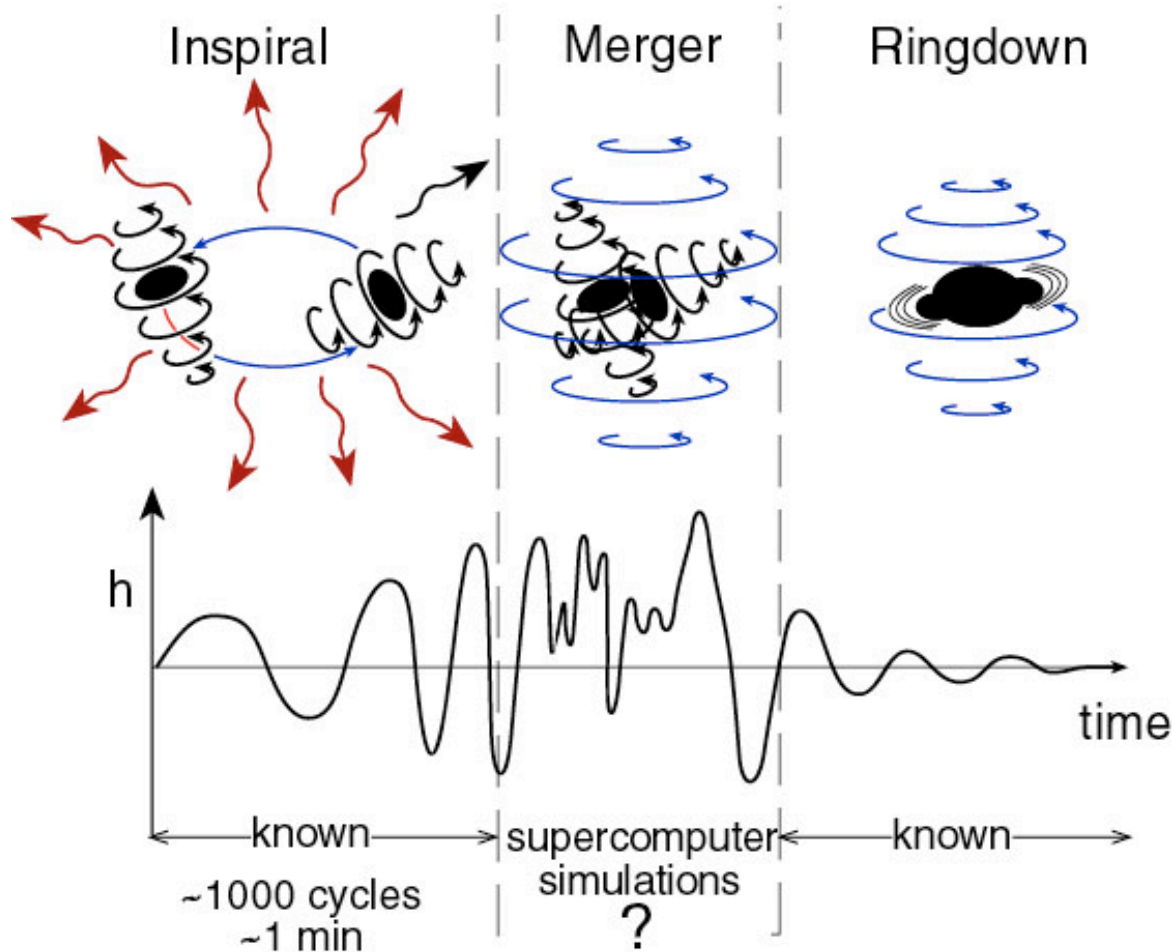 Inspiral
Merger
Ringdown
h
time
known
supercomputer
simulations
?
known
~1000 cycles
~1 min